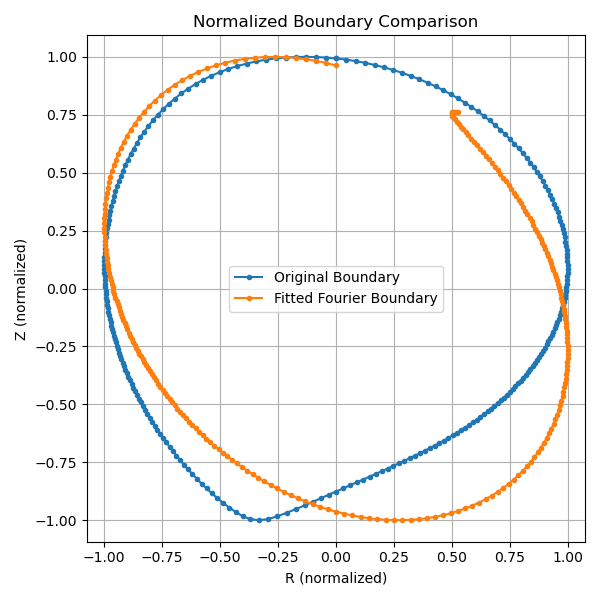 Normalized Boundary Comparison
1.00
0.75
0.50
0.25
0.00
−0.25
−0.50
−0.75
−1.00
Z (normalized)
Original Boundary
Fitted Fourier Boundary
−1.00 −0.75 −0.50 −0.25 0.00 0.25 0.50 0.75 1.00
R (normalized)